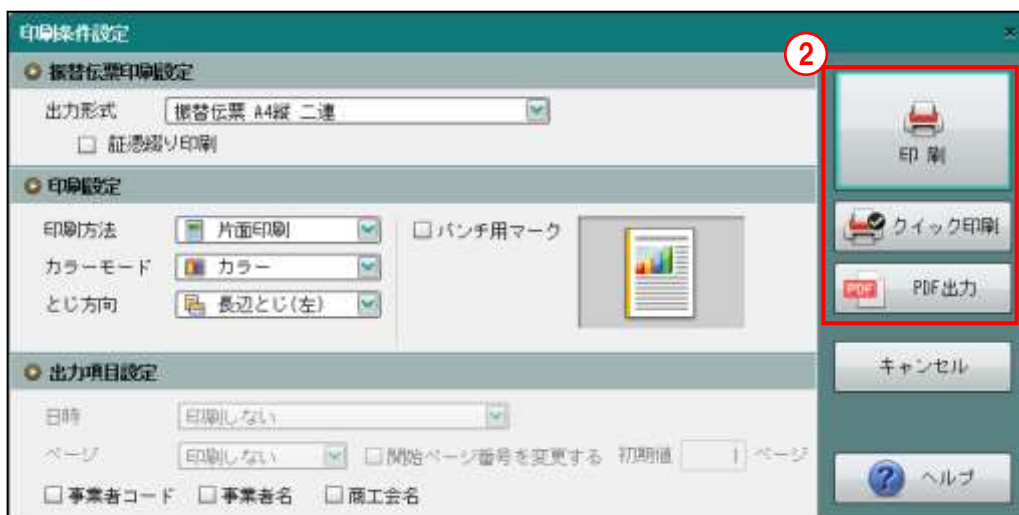 印刷条件設定
×
②
振替伝票印刷設定
出力形式 振替伝票 A4縦 二連
証憑綴り印刷
印刷設定
印刷方法 片面印刷 パンチ用マーク
カラーモード カラー
とじ方向 長辺とじ(左)
出力項目設定
日時 印刷しない
ページ 印刷しない 開始ページ番号を変更する 初期値 1 ページ
事業者コード 事業者名 商工会名
印 刷
クイック印刷
PDF PDF出力
キャンセル
? ヘルプ